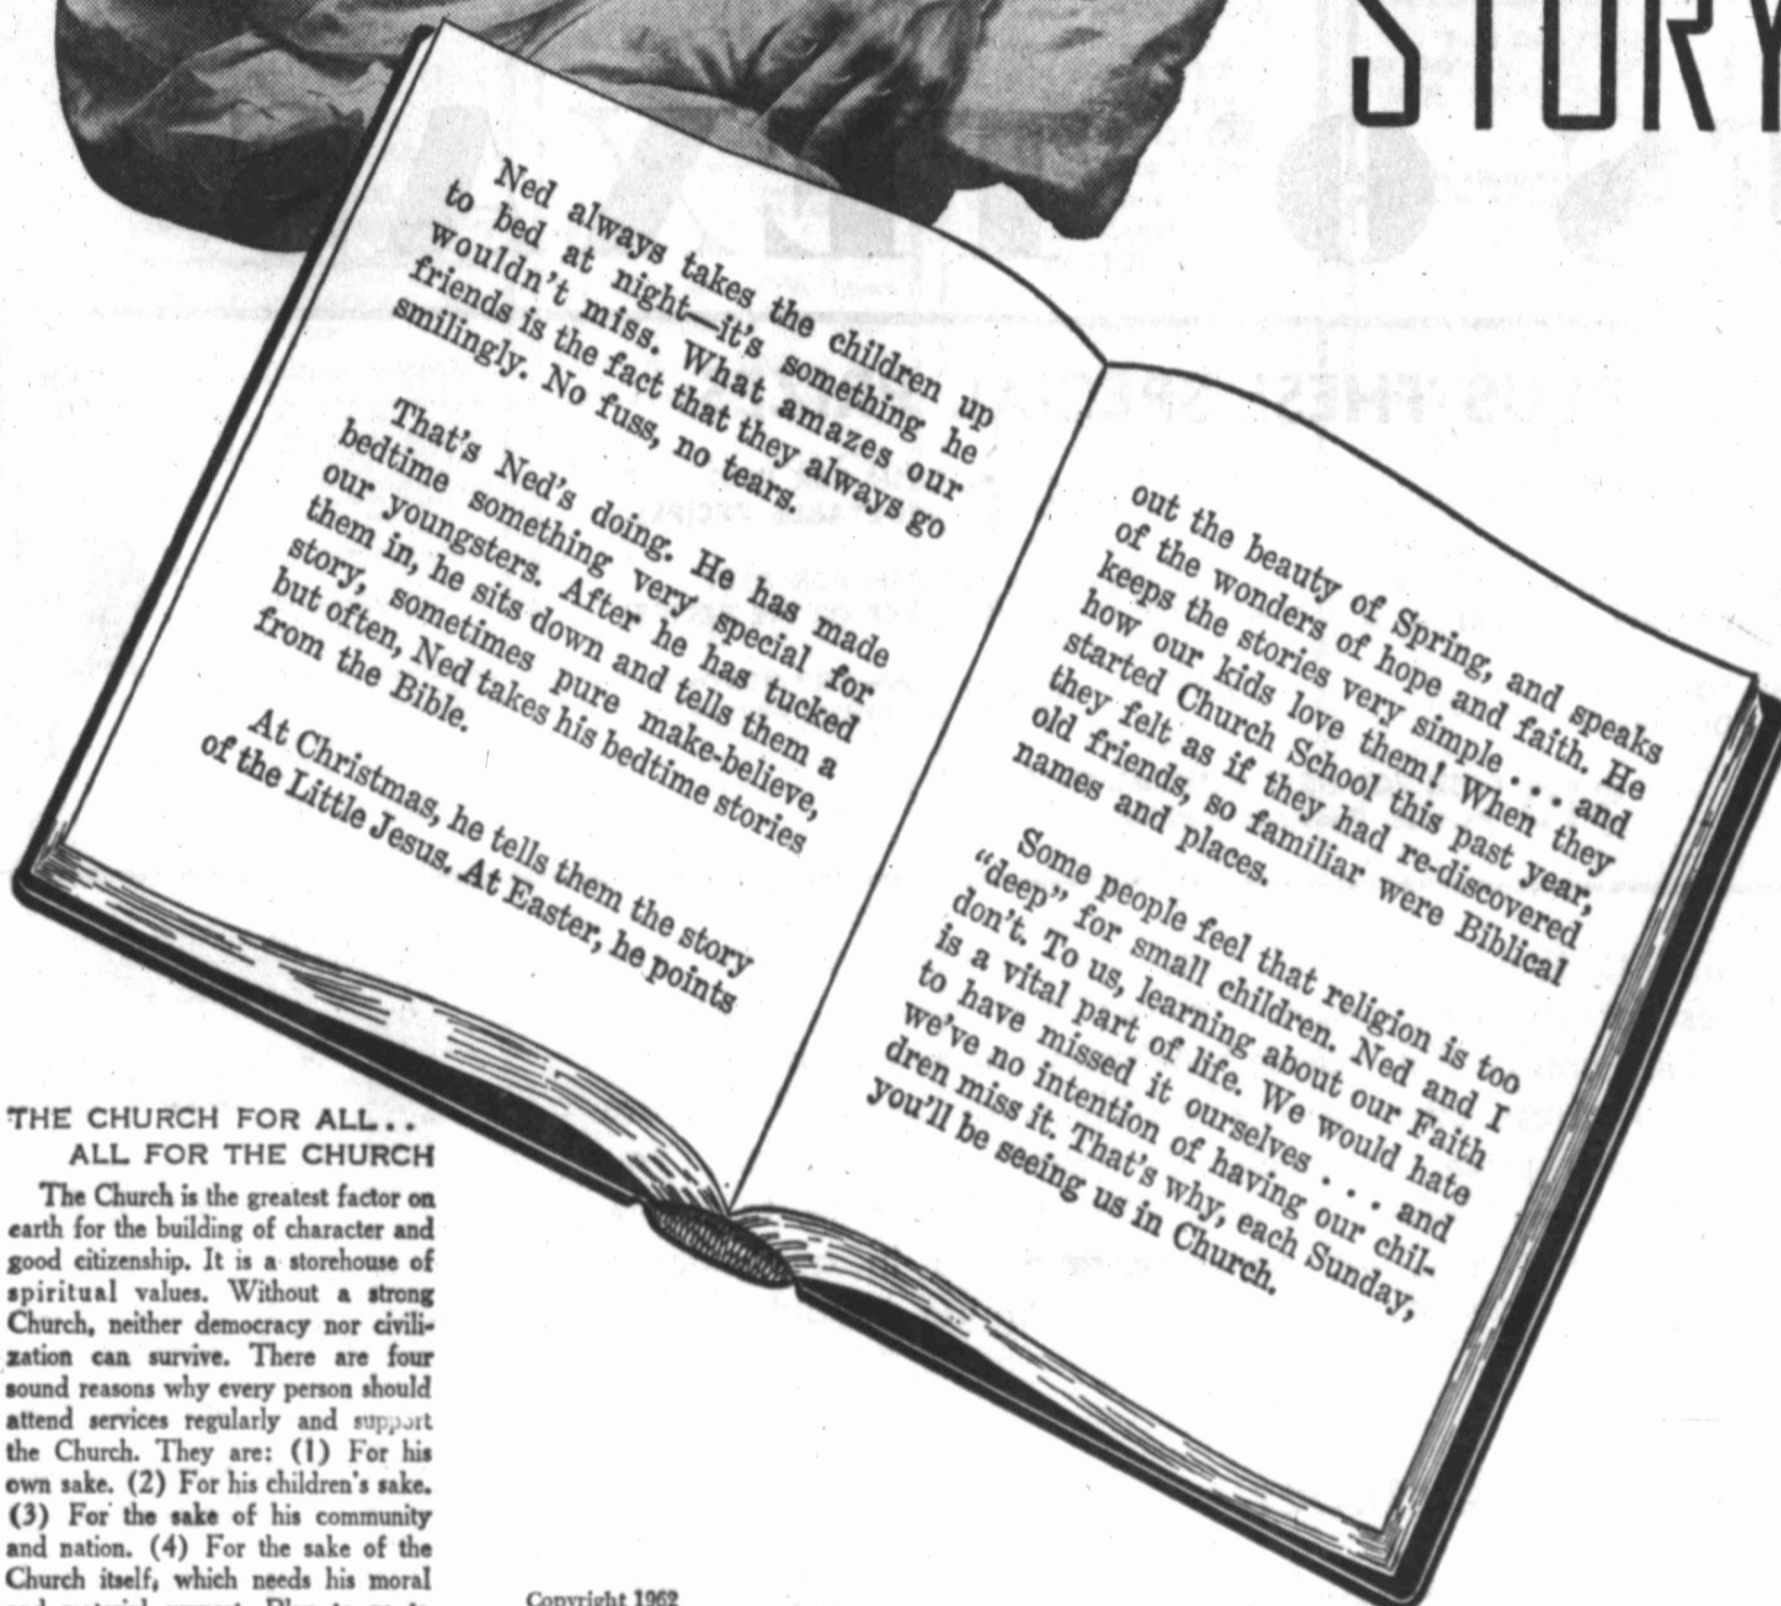 STORY
Ned always takes the children up
to bed at night—it's something he
wouldn't miss. What amazes our
friends is the fact that they always go
smilingly. No fuss, no tears.
That's Ned's doing. He has made
bedtime something very special for
our youngsters. After he has tucked
them in, he sits down and tells them a
story, sometimes pure make-believe,
but often, Ned takes his bedtime stories
from the Bible.
At Christmas, he tells them the story
of the Little Jesus. At Easter, he points
out the beauty of Spring, and speaks
of the wonders of hope and faith. He
keeps the stories very simple . . . and
how our kids love them! When they
started Church School this past year,
they felt as if they had re-discovered
old friends, so familiar were Biblical
names and places.
Some people feel that religion is too
“deep” for small children. Ned and I
don't. To us, learning about our Faith
is a vital part of life. We would hate
to have missed it ourselves . . . and
we've no intention of having our chil-
dren miss it. That's why, each Sunday,
you'll be seeing us in Church.
THE CHURCH FOR ALL . . .
ALL FOR THE CHURCH
The Church is the greatest factor on
earth for the building of character and
good citizenship. It is a storehouse of
spiritual values. Without a strong
Church, neither democracy nor civili-
zation can survive. There are four
sound reasons why every person should
attend services regularly and support
the Church. They are: (1) For his
own sake. (2) For his children's sake.
(3) For the sake of his community
and nation. (4) For the sake of the
Church itself, which needs his moral
Copyright 1962